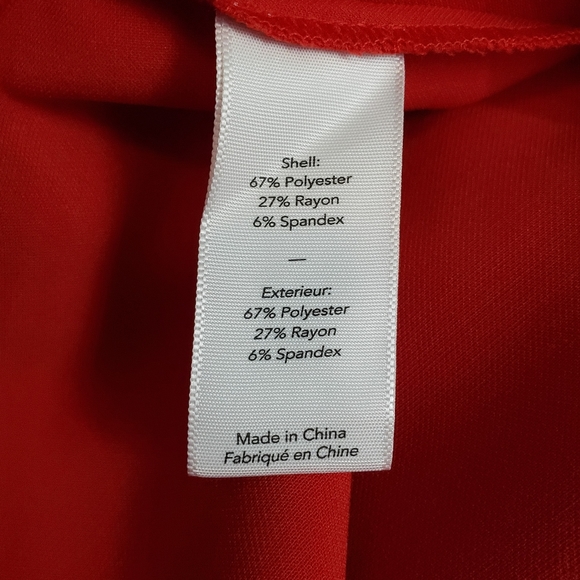 Shell:
67% Polyester
27% Rayon
6% Spandex
—
Exterieur:
67% Polyester
27% Rayon
6% Spandex
Made in China
Fabriqué en Chine